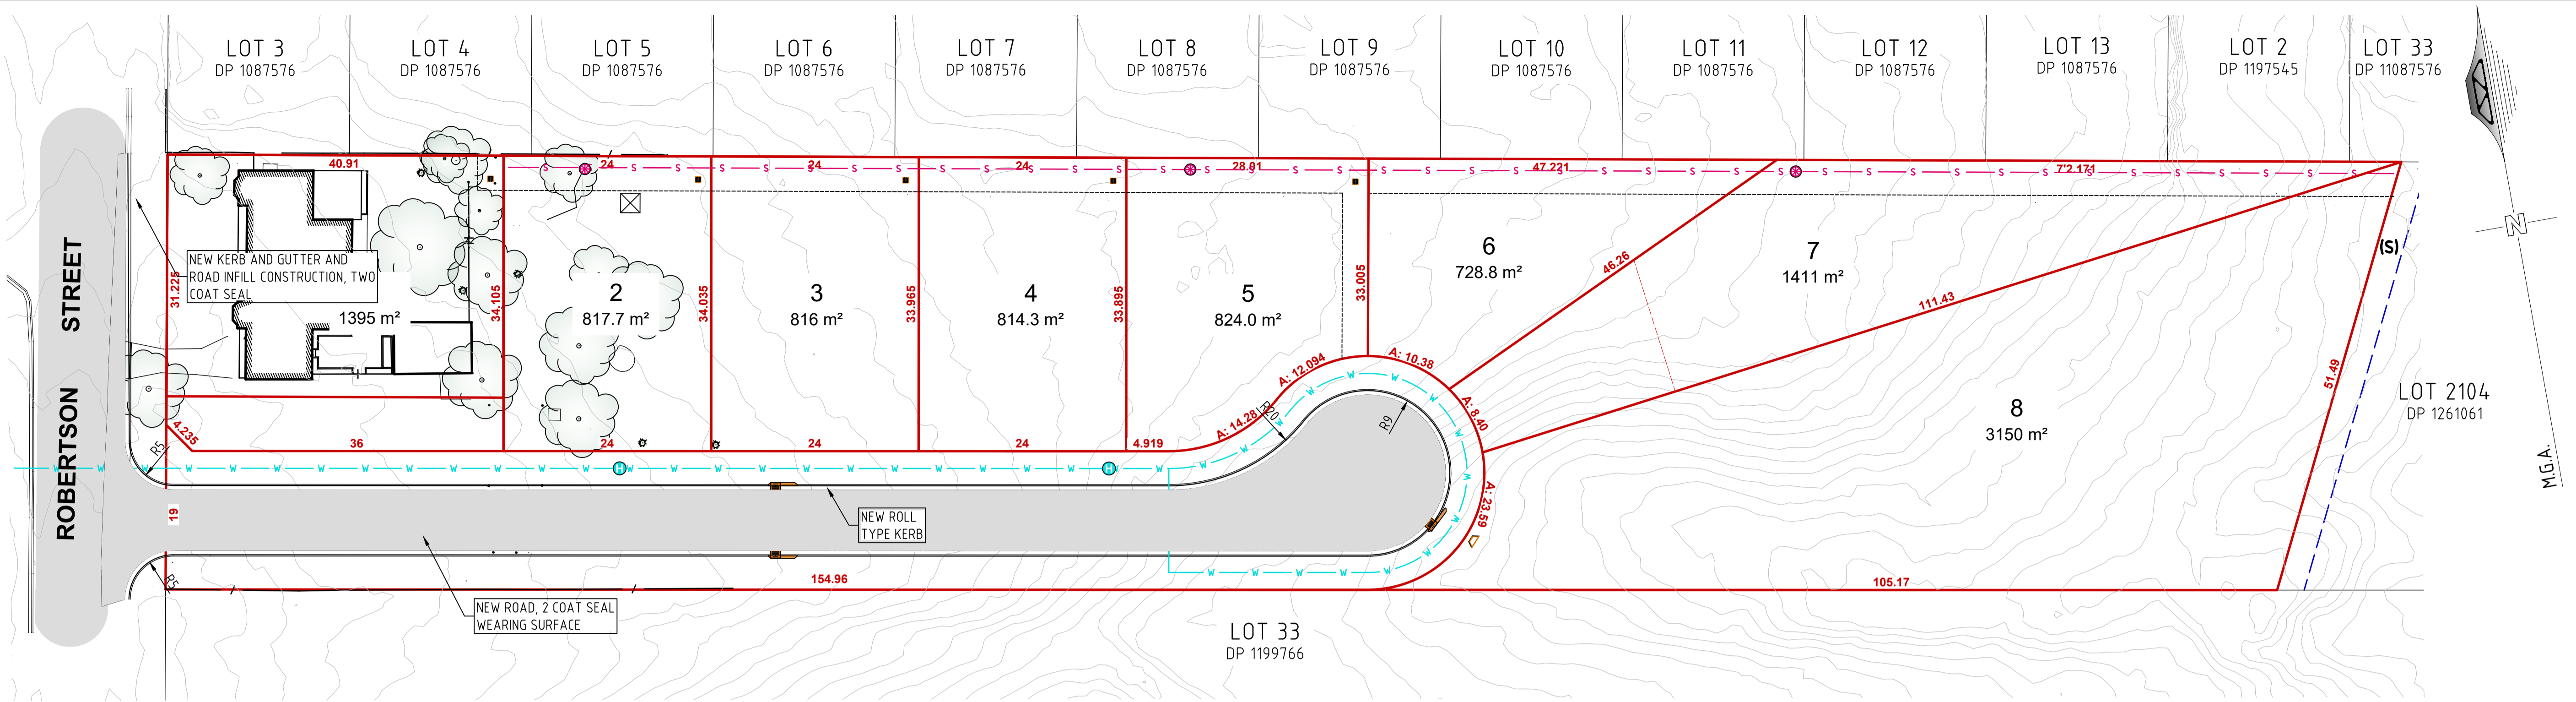 LOT 3
DP 1087576
LOT 4
DP 1087576
LOT 5
DP 1087576
LOT 6
DP 1087576
LOT 7
DP 1087576
LOT 8
DP 1087576
LOT 9
DP 1087576
LOT 10
DP 1087576
LOT 11
DP 1087576
LOT 12
DP 1087576
LOT 13
DP 1087576
LOT 2
DP 1197545
LOT 33
DP 11087576
40.91
24
24
24
28.01
47.221
7'2.171
S S S S S S S S S S S S S S S S S S S S S S S S S S S S S S S S S S S S S S
N
M.G.A.
ROBERTSON STREET
NEW KERB AND GUTTER AND
ROAD INFILL CONSTRUCTION, TWO
COAT SEAL
31.225
1395 m²
34.105
2
817.7 m²
34.035
3
816 m²
33.965
4
814.3 m²
33.895
5
824.0 m²
33.005
6
728.8 m²
46.26
7
1411 m²
111.43
8
3150 m²
51.49
(S)
LOT 2104
DP 1261061
4.235
36
24
24
24
4.919
A: 14.28
A: 12.094
A: 10.38
A: 8.40
A: 23.59
R5
R20
R9
R5
W W W W W W W W W W W W W W W W W W W W W W W W W W W W W W W W W W W W W W W W
H
H
19
NEW ROLL
TYPE KERB
154.96
105.17
NEW ROAD, 2 COAT SEAL
WEARING SURFACE
LOT 33
DP 1199766